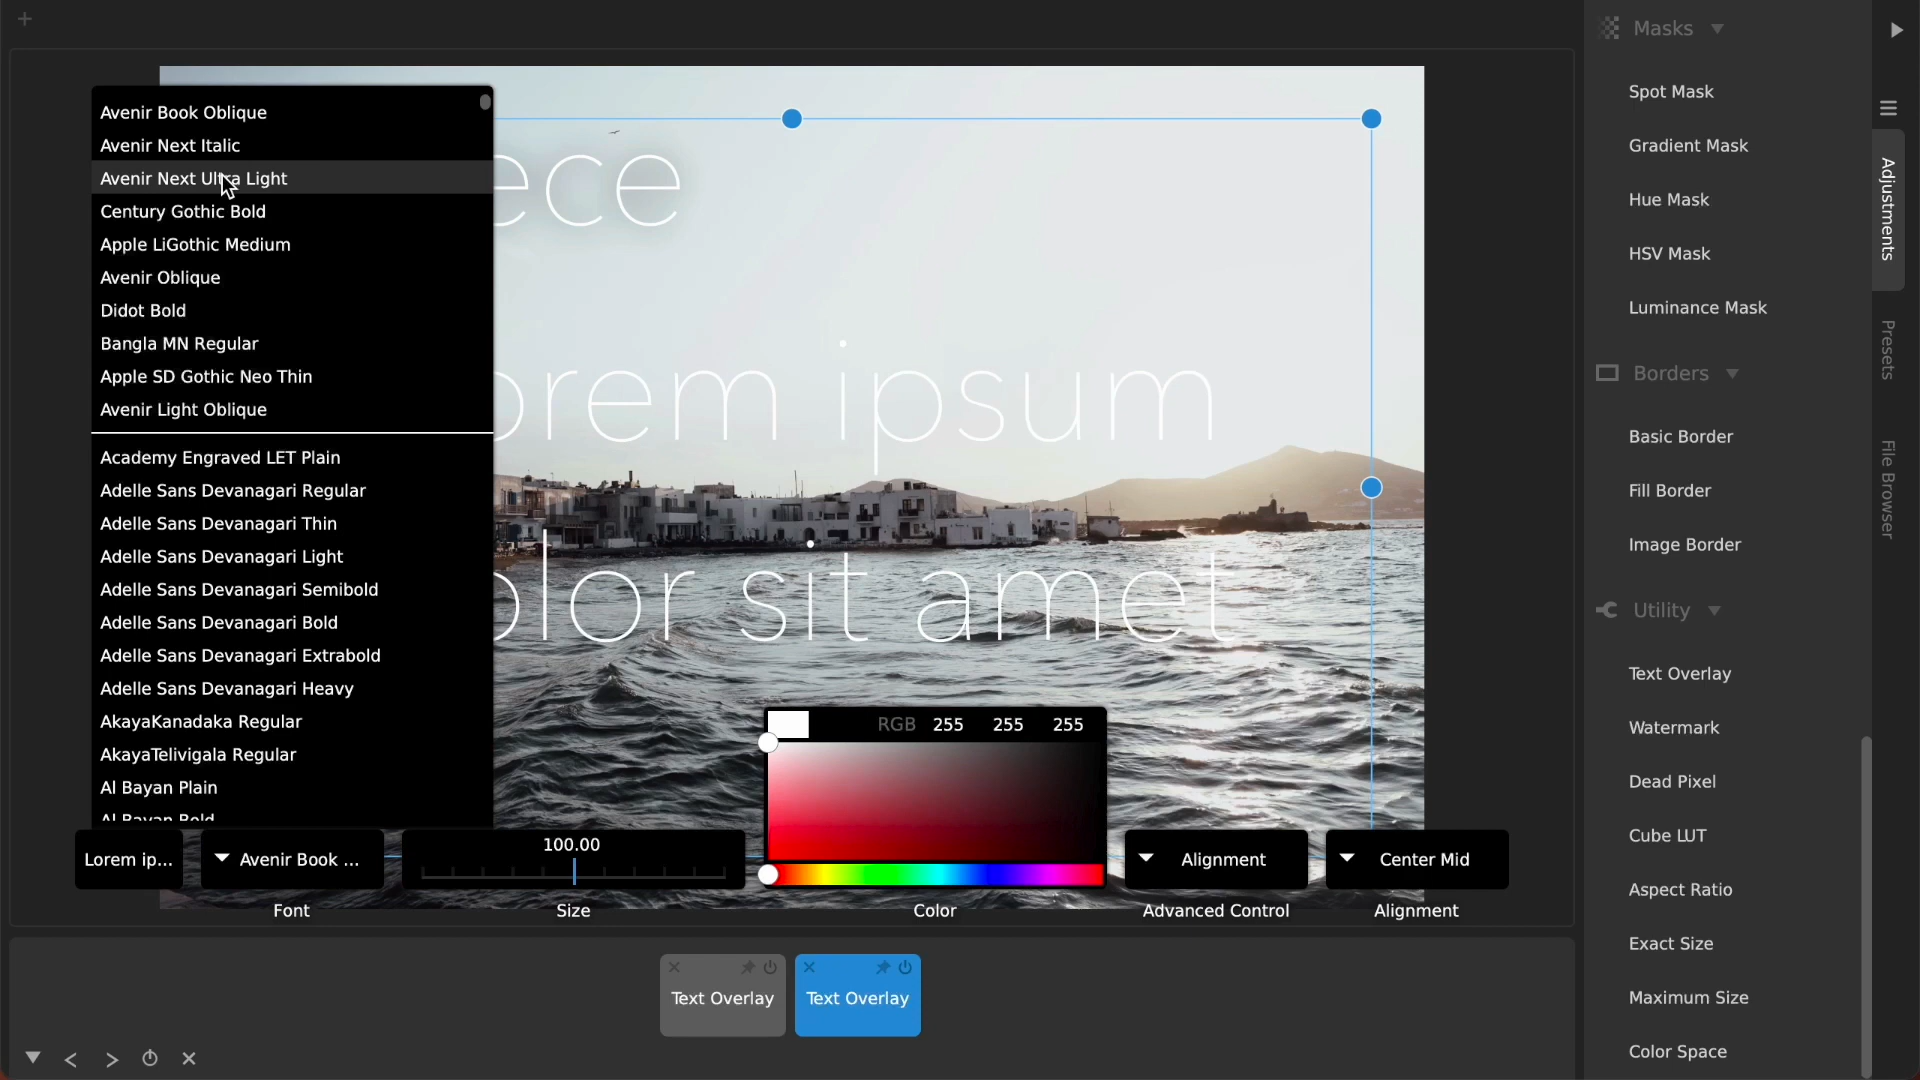 Masks
Spot Mask
Gradient Mask
Hue Mask
HSV Mask
Luminance Mask
Borders
Basic Border
Fill Border
Image Border
Utility
Text Overlay
Watermark
Dead Pixel
Cube LUT
Aspect Ratio
Exact Size
Maximum Size
Color Space
Adjustments
Presets
File Browser
Avenir Book Oblique
Avenir Next Italic
Avenir Next Ultra Light
Century Gothic Bold
Apple LiGothic Medium
Avenir Oblique
Didot Bold
Bangla MN Regular
Apple SD Gothic Neo Thin
Avenir Light Oblique
Academy Engraved LET Plain
Adelle Sans Devanagari Regular
Adelle Sans Devanagari Thin
Adelle Sans Devanagari Light
Adelle Sans Devanagari Semibold
Adelle Sans Devanagari Bold
Adelle Sans Devanagari Extrabold
Adelle Sans Devanagari Heavy
AkayaKanadaka Regular
AkayaTelivigala Regular
Al Bayan Plain
Al Bayan Bold
ece
orem ipsum
olor sit amet
RGB 255 255 255
Lorem ip...
Avenir Book ...
100.00
Alignment
Center Mid
Font
Size
Color
Advanced Control
Alignment
Text Overlay
Text Overlay